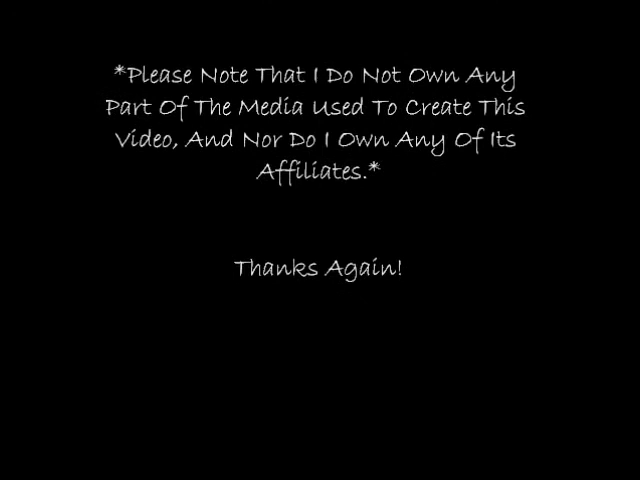 *Please Note That I Do Not Own Any
Part Of The Media Used To Create This
Video, And Nor Do I Own Any Of Its
Affiliates.*
Thanks Again!